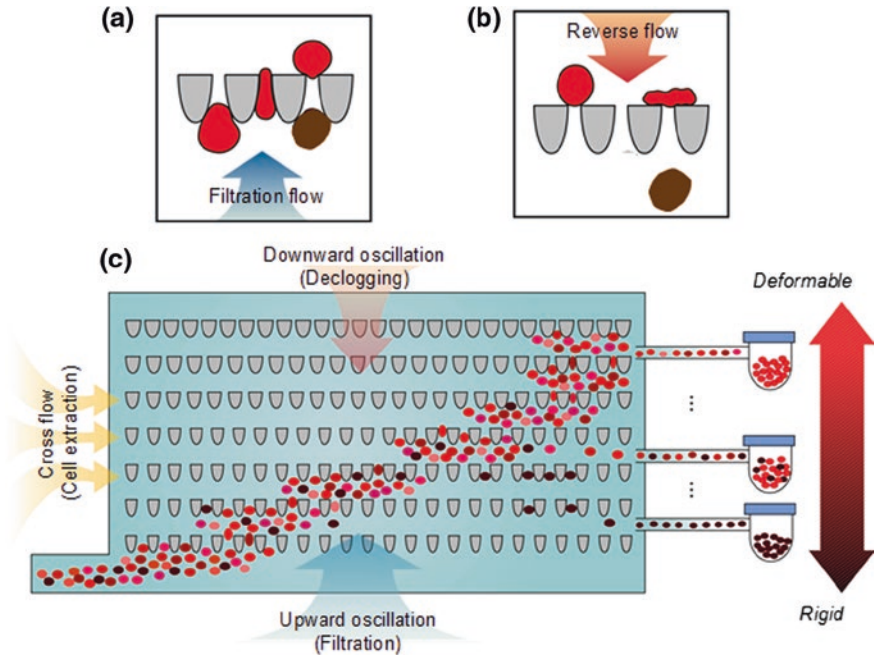 (a)
Filtration flow
(b)
Reverse flow
(c)
Downward oscillation
(Declogging)
Cross flow
(Cell extraction)
Upward oscillation
(Filtration)
Deformable
...
...
Rigid